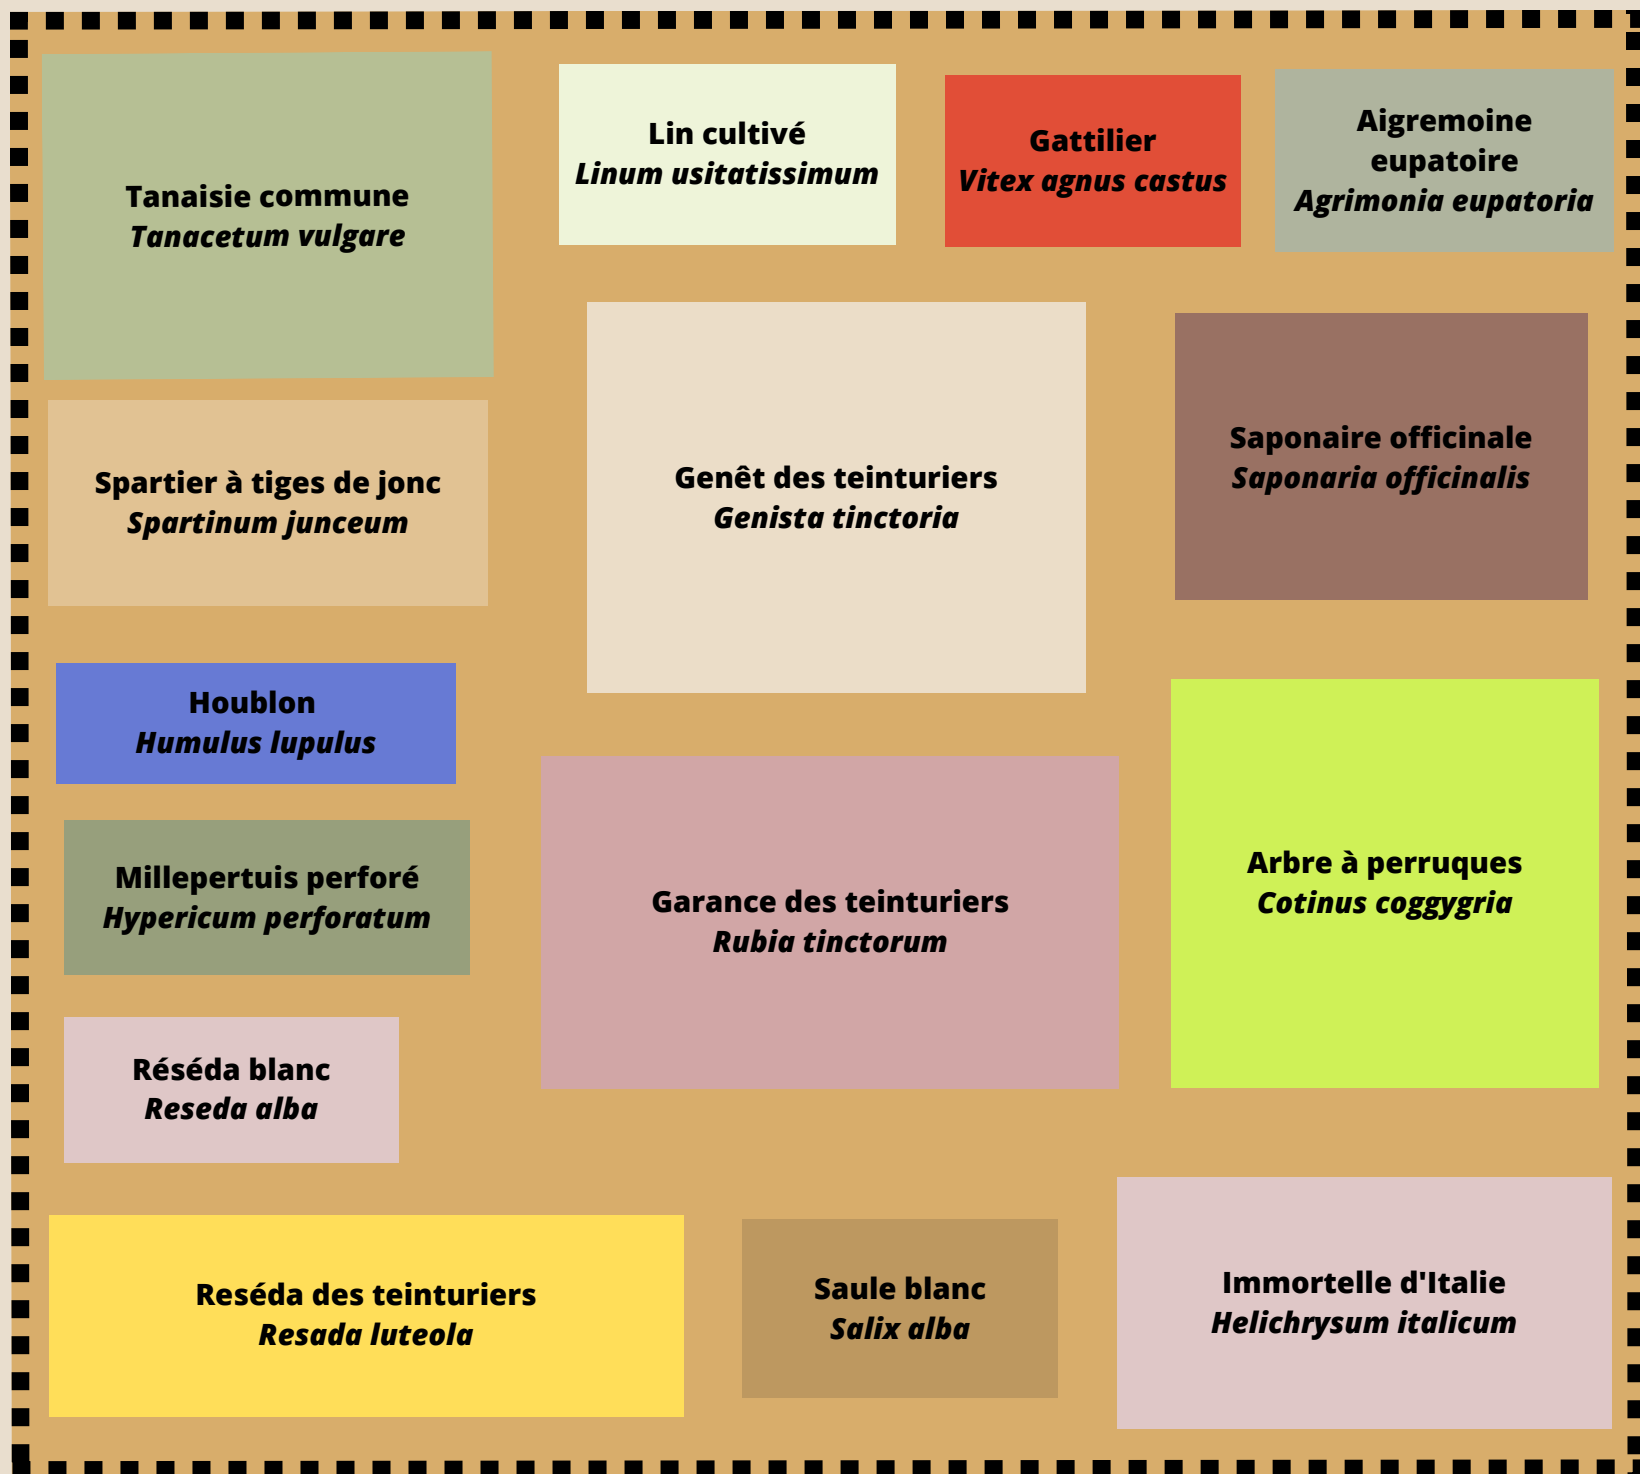 Tanaisie commune
Tanacetum vulgare
Lin cultivé
Linum usitatissimum
Gattilier
Vitex agnus castus
Aigremoine
eupatoire
Agrimonia eupatoria
Spartier à tiges de jonc
Spartinum junceum
Genêt des teinturiers
Genista tinctoria
Saponaire officinale
Saponaria officinalis
Houblon
Humulus lupulus
Millepertuis perforé
Hypericum perforatum
Garance des teinturiers
Rubia tinctorum
Arbre à perruques
Cotinus coggygria
Réséda blanc
Reseda alba
Reséda des teinturiers
Resada luteola
Saule blanc
Salix alba
Immortelle d'Italie
Helichrysum italicum